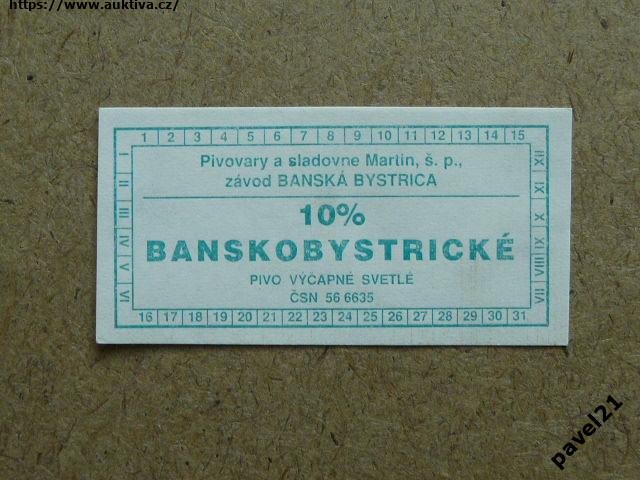 https://www.auktiva.cz/
1 2 3 4 5 6 7 8 9 10 11 12 13 14 15
I II III IV V VI
Pivovary a sladovne Martin, š. p.,
závod BANSKÁ BYSTRICA
10%
BANSKOBYSTRICKÉ
PIVO VÝČAPNÉ SVETLÉ
ČSN 56 6635
XII XI X IX VIII VII
16 17 18 19 20 21 22 23 24 25 26 27 28 29 30 31
pavel21